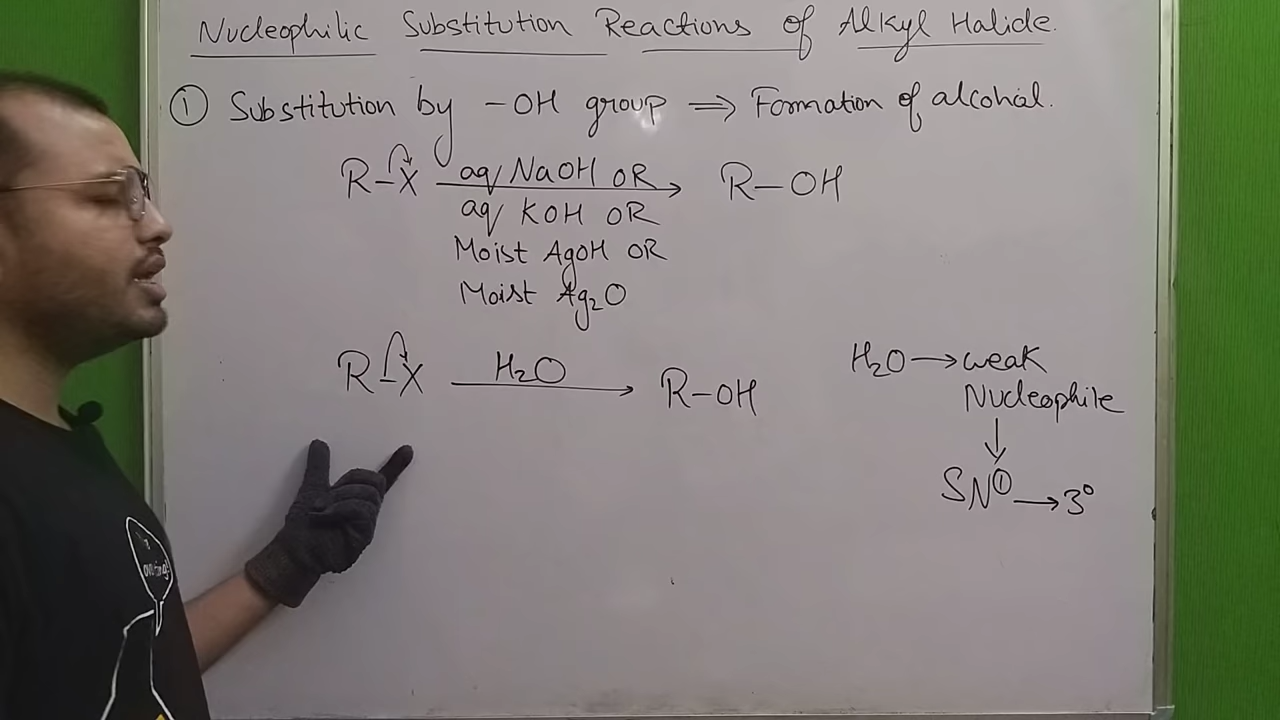 Nucleophilic Substitution Reactions of Alkyl Halide.
① Substitution by -OH group ⇒ Formation of alcohal.
R-X aq NaOH OR → R-OH
aq KOH OR
Moist AgOH OR
Moist Ag₂O
R-X H₂O → R-OH
H₂O → weak
Nucleophile
↓
SN① → 3°